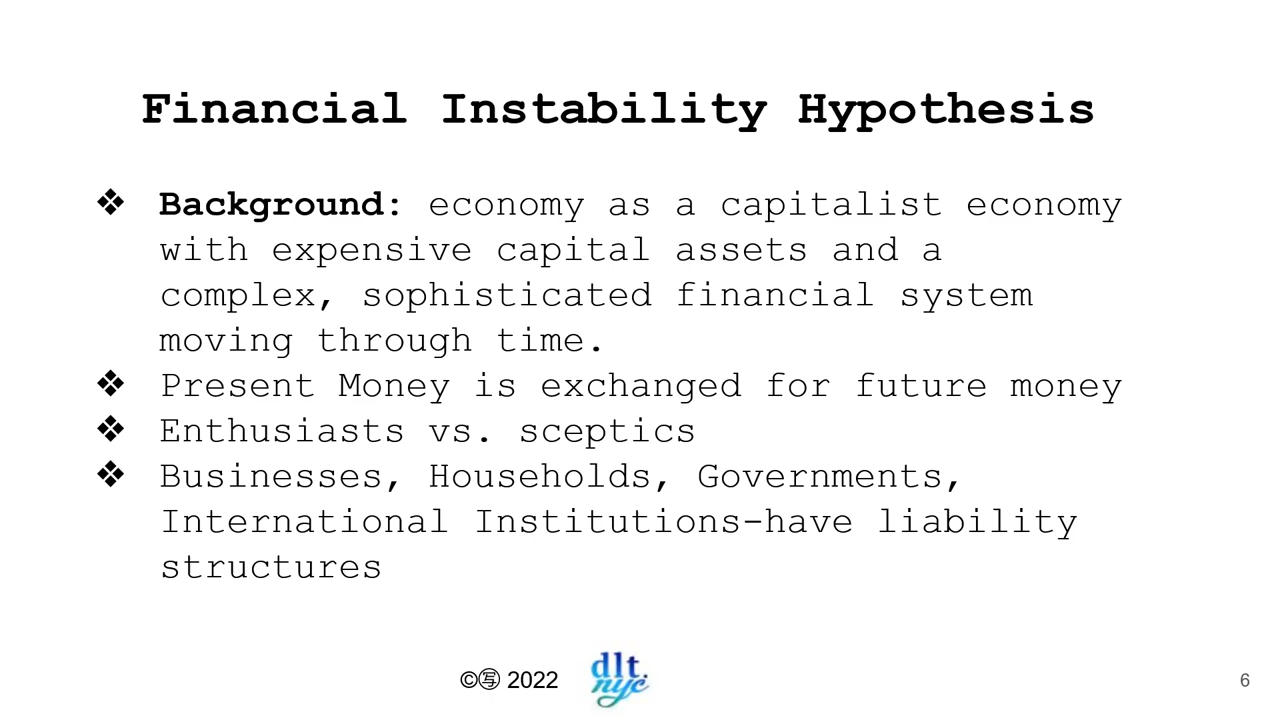 Financial Instability Hypothesis
❖ Background: economy as a capitalist economy
with expensive capital assets and a
complex, sophisticated financial system
moving through time.
❖ Present Money is exchanged for future money
❖ Enthusiasts vs. sceptics
❖ Businesses, Households, Governments,
International Institutions-have liability
structures
©㊢ 2022
dlt.
nyc
6